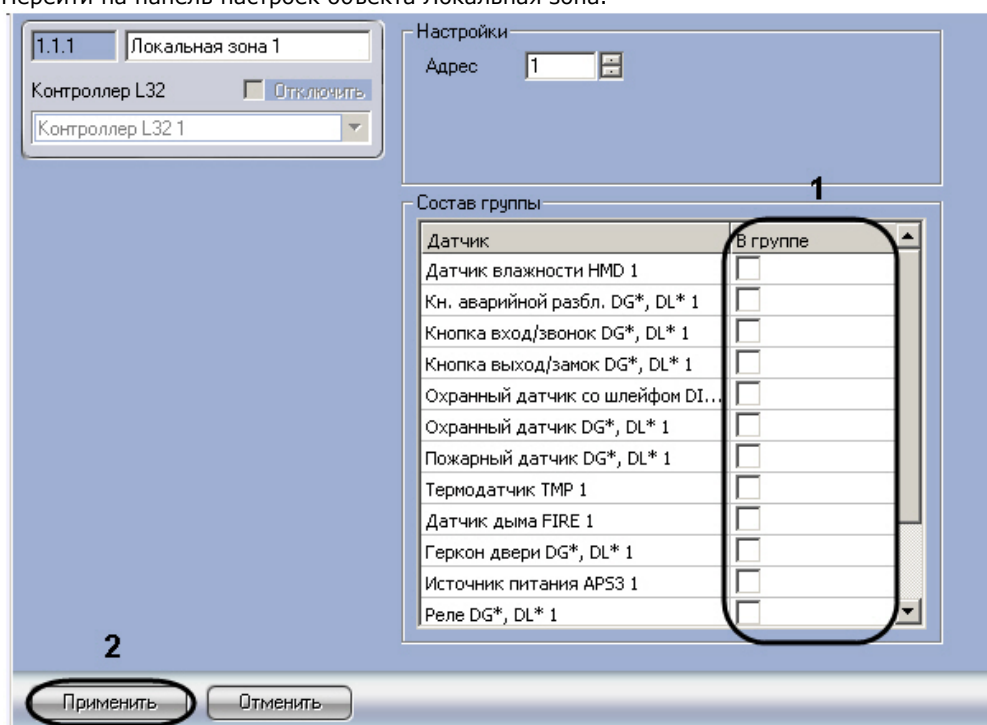 Перейти на панель настроек объекта Локальная зона.
1.1.1 Локальная зона 1
Контроллер L32 Отключить
Контроллер L32 1
Настройки
Адрес 1
1
Состав группы
Датчик В группе
Датчик влажности HMD 1
Кн. аварийной разбл. DG*, DL* 1
Кнопка вход/звонок DG*, DL* 1
Кнопка выход/замок DG*, DL* 1
Охранный датчик со шлейфом DI...
Охранный датчик DG*, DL* 1
Пожарный датчик DG*, DL* 1
Термодатчик TMP 1
Датчик дыма FIRE 1
Геркон двери DG*, DL* 1
Источник питания APS3 1
Реле DG*, DL* 1
2
Применить Отменить